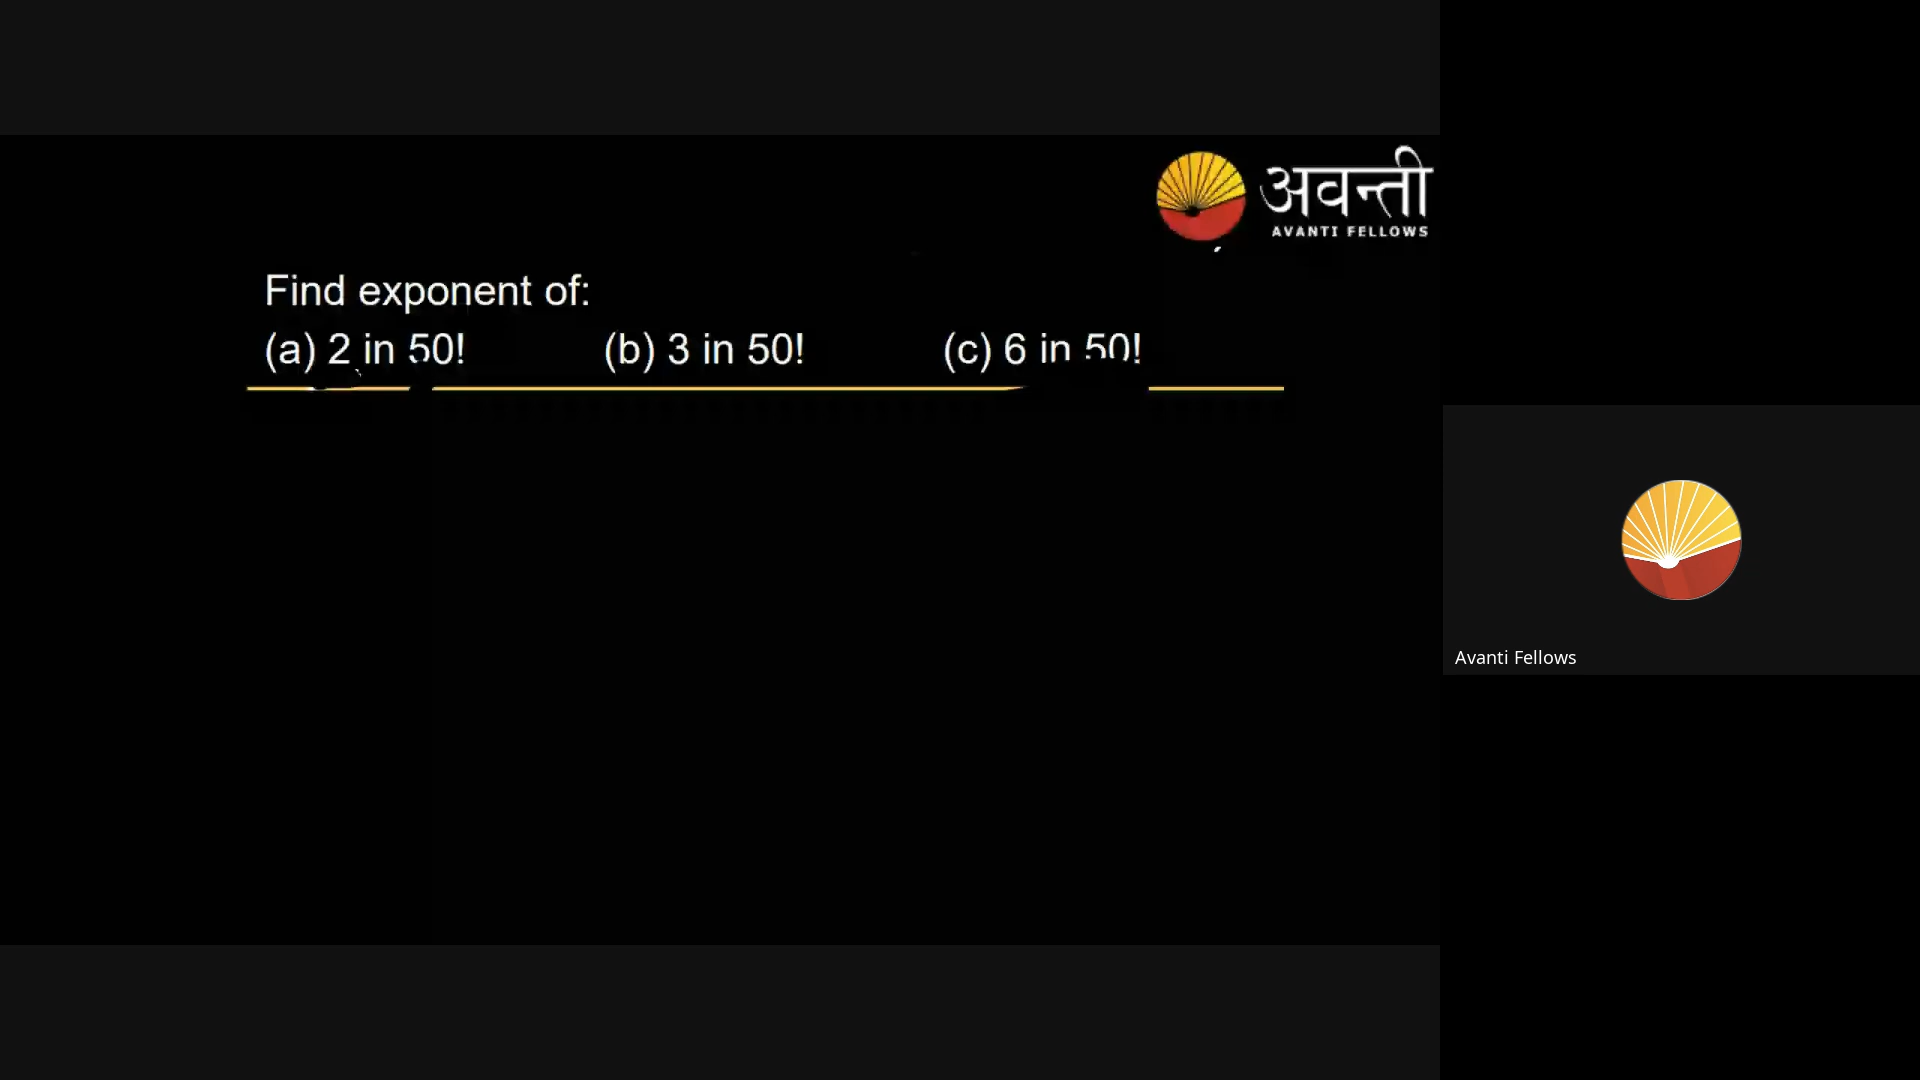 अवन्ती
AVANTI FELLOWS
Find exponent of:
(a) 2 in 50! (b) 3 in 50! (c) 6 in 50!
Avanti Fellows